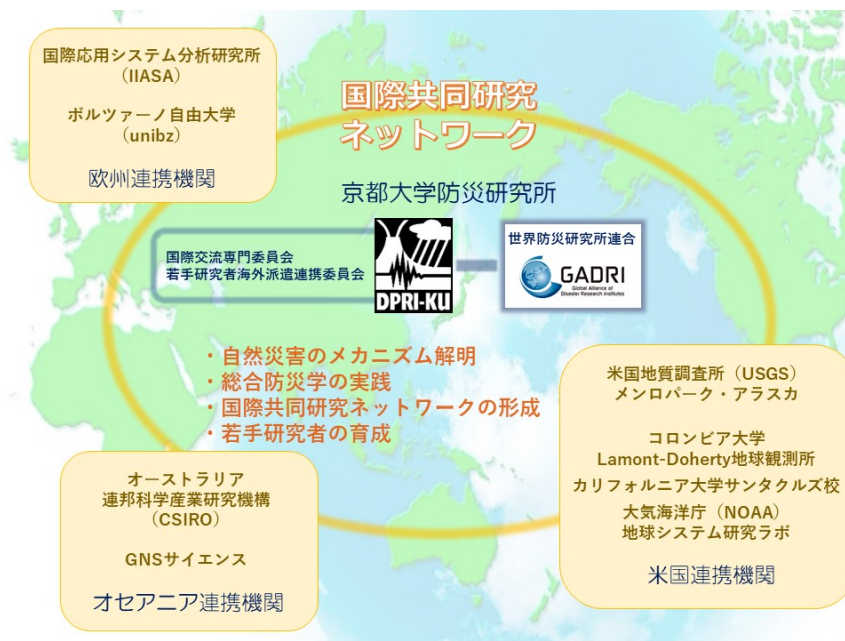 国際応用システム分析研究所
（IIASA）
ボルツァーノ自由大学
（unibz）
欧州連携機関
国際共同研究
ネットワーク
京都大学防災研究所
国際交流専門委員会
若手研究者海外派遣連携委員会
DPRI-KU
世界防災研究所連合
GADRI
Global Alliance of
Disaster Research Institutes
・自然災害のメカニズム解明
・総合防災学の実践
・国際共同研究ネットワークの形成
・若手研究者の育成
オーストラリア
連邦科学産業研究機構
（CSIRO）
GNSサイエンス
オセアニア連携機関
米国地質調査所（USGS）
メンロパーク・アラスカ
コロンビア大学
Lamont-Doherty地球観測所
カリフォルニア大学サンタクルズ校
大気海洋庁（NOAA）
地球システム研究ラボ
米国連携機関